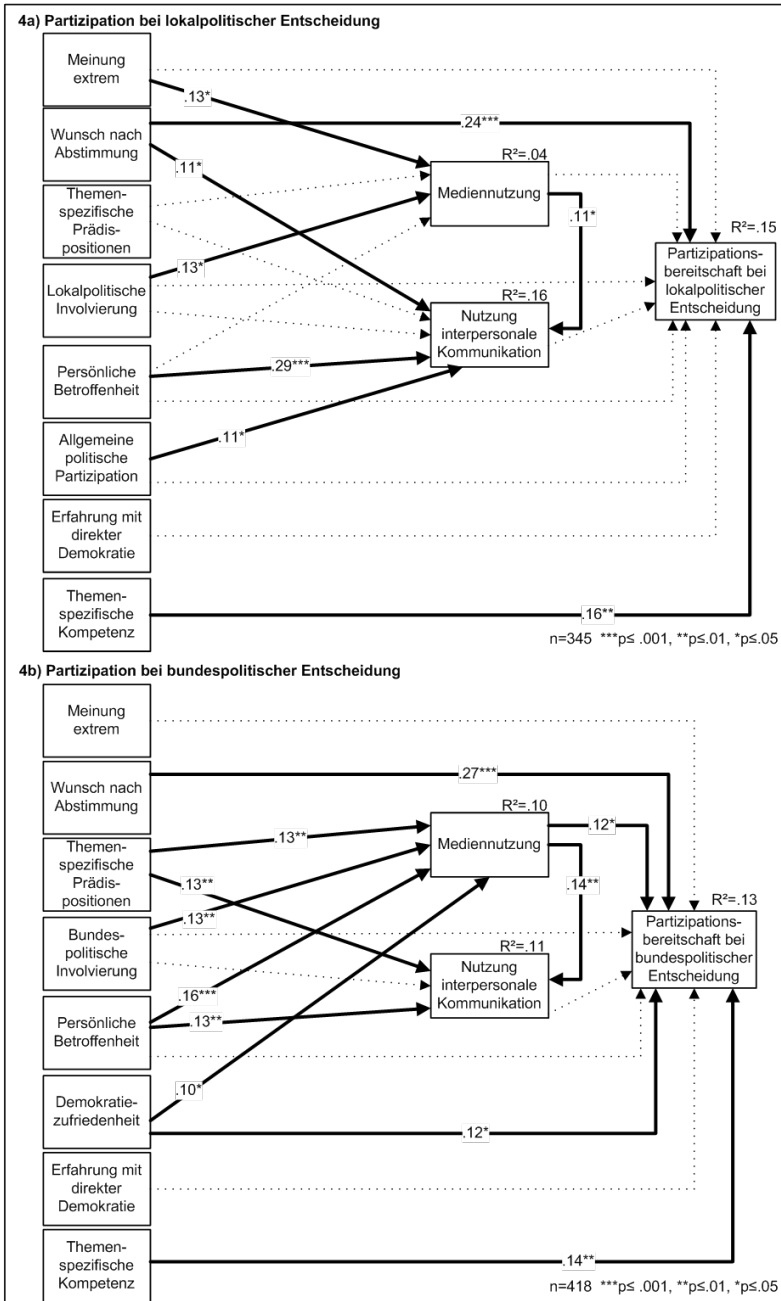 4a) Partizipation bei lokalpolitischer Entscheidung
Meinung
extrem
.13*
Wunsch nach
Abstimmung
.24***
.11*
R²=.04
Themen-
spezifische
Prädis-
positionen
Mediennutzung
.11*
R²=.15
Lokalpolitische
Involvierung
.13*
Partizipations-
bereitschaft bei
lokalpolitischer
Entscheidung
R²=.16
Nutzung
interpersonale
Kommunikation
Persönliche
Betroffenheit
.29***
Allgemeine
politische
Partizipation
.11*
Erfahrung mit
direkter
Demokratie
Themen-
spezifische
Kompetenz
.16**
n=345 ***p≤ .001, **p≤.01, *p≤.05
4b) Partizipation bei bundespolitischer Entscheidung
Meinung
extrem
Wunsch nach
Abstimmung
.27***
R²=.10
Themen-
spezifische
Prädis-
positionen
.13**
.13**
Mediennutzung
.12*
.14**
R²=.13
Bundes-
politische
Involvierung
.13**
Partizipations-
bereitschaft bei
bundespolitischer
Entscheidung
R²=.11
Nutzung
interpersonale
Kommunikation
.16***
Persönliche
Betroffenheit
.13**
Demokratie-
zufriedenheit
.10*
.12*
Erfahrung mit
direkter
Demokratie
Themen-
spezifische
Kompetenz
.14**
n=418 ***p≤ .001, **p≤.01, *p≤.05